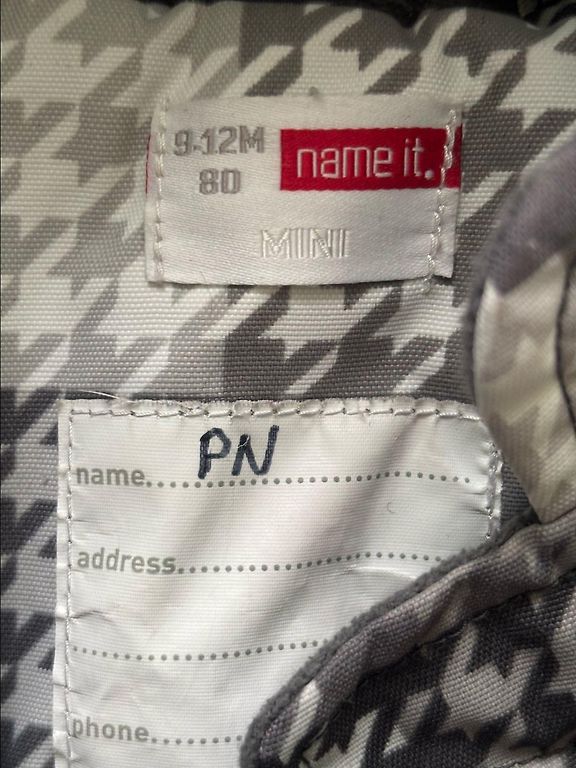 9-12M name it.
80
MINI
name....PN....................
address..........................
..........................
phone.............